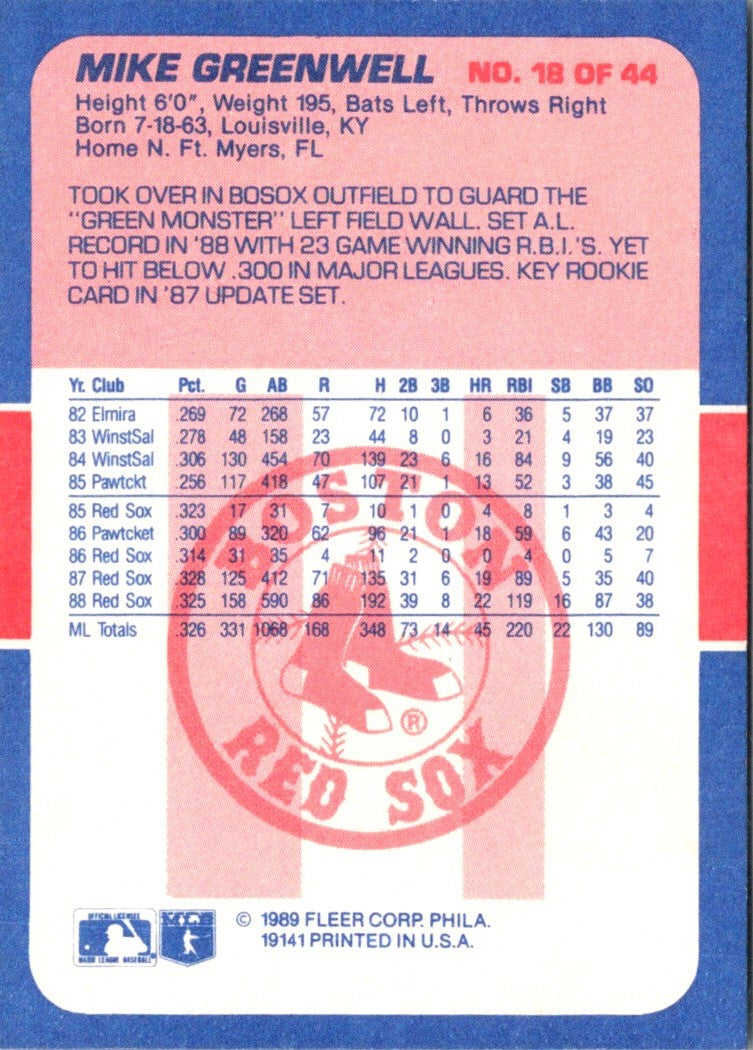 MIKE GREENWELL NO. 18 OF 44
Height 6'0", Weight 195, Bats Left, Throws Right
Born 7-18-63, Louisville, KY
Home N. Ft. Myers, FL
TOOK OVER IN BOSOX OUTFIELD TO GUARD THE
"GREEN MONSTER" LEFT FIELD WALL. SET A.L.
RECORD IN '88 WITH 23 GAME WINNING R.B.I.'S. YET
TO HIT BELOW .300 IN MAJOR LEAGUES. KEY ROOKIE
CARD IN '87 UPDATE SET.
Yr. Club Pct. G AB R H 2B 3B HR RBI SB BB SO
82 Elmira .269 72 268 57 72 10 1 6 36 5 37 37
83 WinstSal .278 48 158 23 44 8 0 3 21 4 19 23
84 WinstSal .306 130 454 70 139 23 6 16 84 9 56 40
85 Pawtckt .256 117 418 47 107 21 1 13 52 3 38 45
85 Red Sox .323 17 31 7 10 1 0 4 8 1 3 4
86 Pawtcket .300 89 320 62 96 21 1 18 59 6 43 20
86 Red Sox .314 31 35 4 11 2 0 0 4 0 5 7
87 Red Sox .328 125 412 71 135 31 6 19 89 5 35 40
88 Red Sox .325 158 590 86 192 39 8 22 119 16 87 38
ML Totals .326 331 1068 168 348 73 14 45 220 22 130 89
BOSTON
RED SOX
®
OFFICIAL LICENSEE
MAJOR LEAGUE BASEBALL
© 1989 FLEER CORP. PHILA.
19141 PRINTED IN U.S.A.